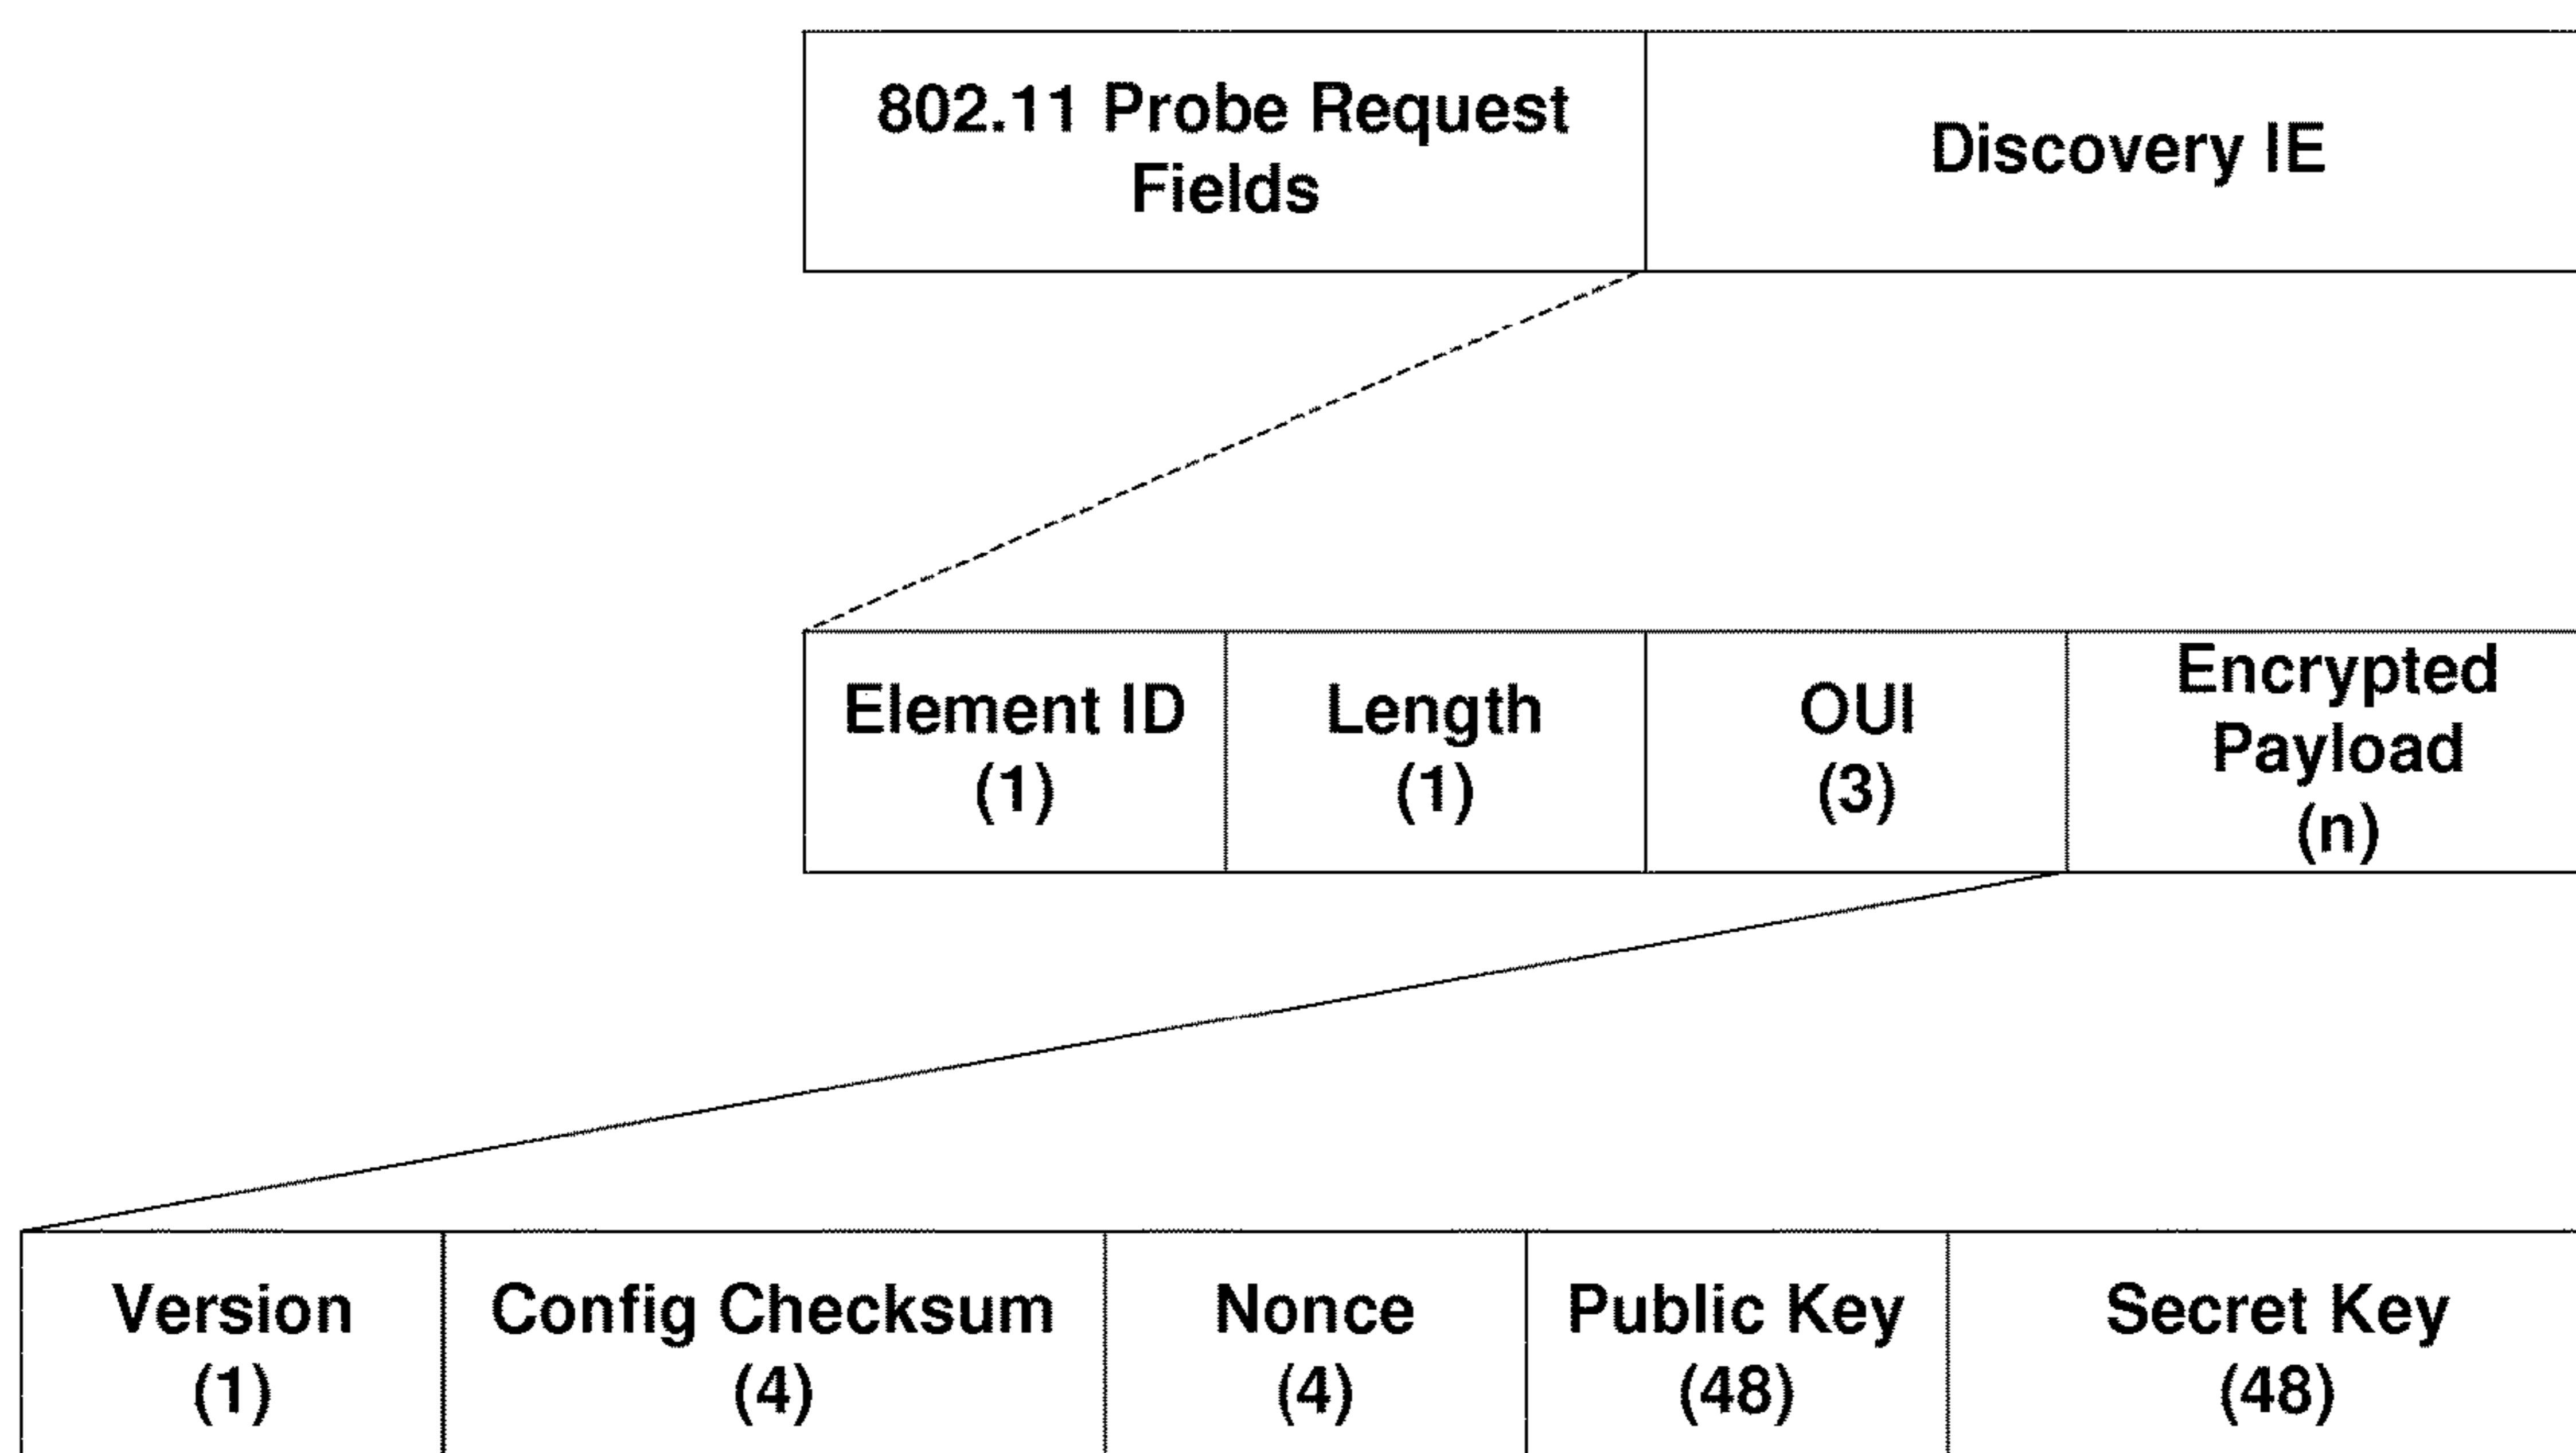 802.11 Probe Request
Fields
Discovery IE
Element ID
(1)
Length
(1)
OUI
(3)
Encrypted
Payload
(n)
Version
(1)
Config Checksum
(4)
Nonce
(4)
Public Key
(48)
Secret Key
(48)